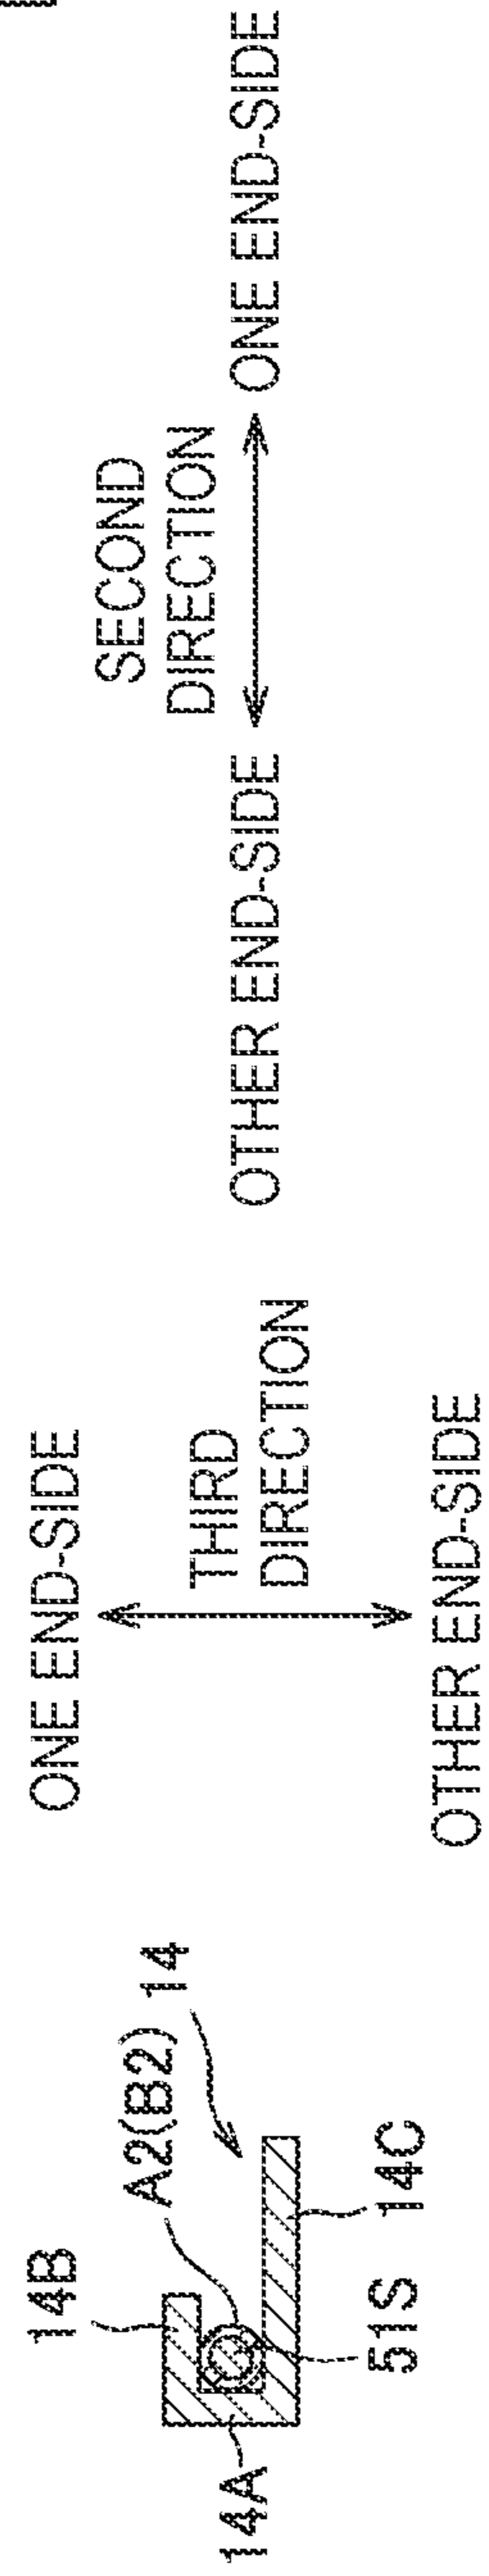 14B
A2(B2)
14
14A
51S
14C
ONE END-SIDE
THIRD
DIRECTION
OTHER END-SIDE
SECOND
DIRECTION
OTHER END-SIDE
ONE END-SIDE